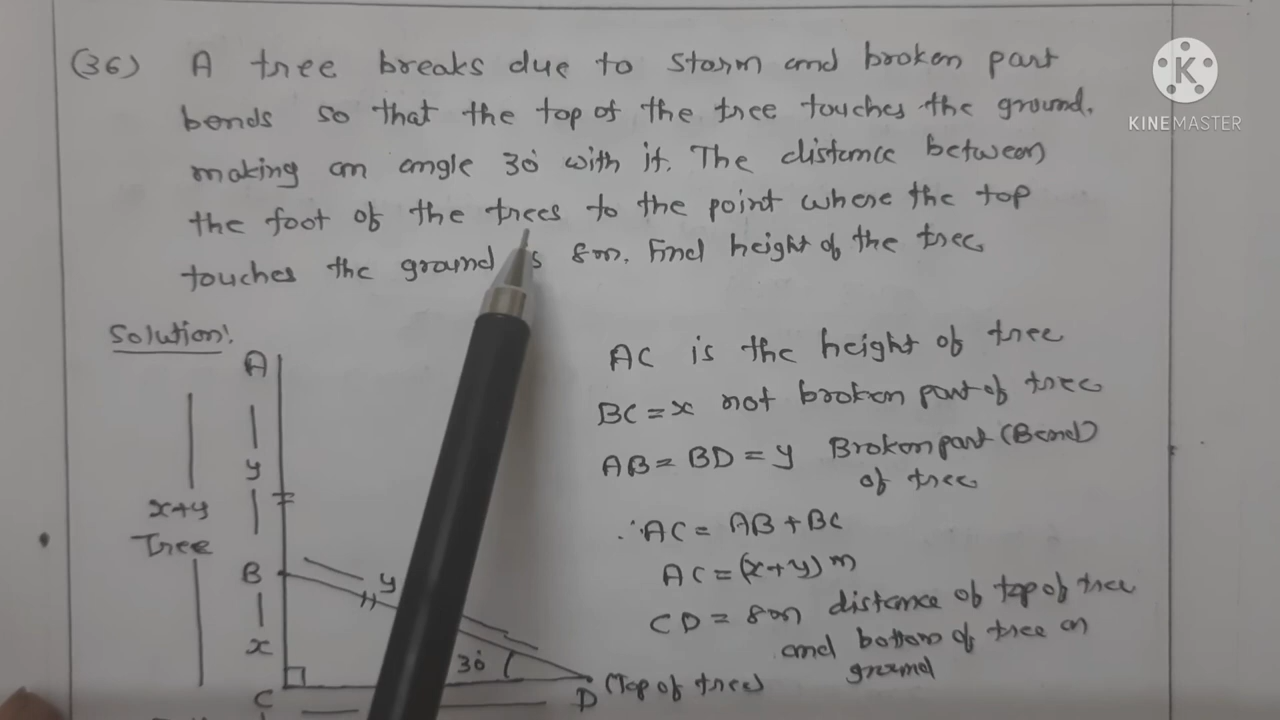 (36) A tree breaks due to storm and broken part
bends so that the top of the tree touches the ground.
making an angle 30° with it. The distance between
the foot of the trees to the point where the top
touches the ground is 8m. Find height of the tree
KINEMASTER
Solution:
A
y
x+y
Tree
B
y
x
30°
C
D
(Top of tree)
AC is the height of tree
BC = x not broken part of tree
AB = BD = y Broken part (Bend)
of tree
∴ AC = AB + BC
AC = (x+y) m
CD = 8m distance of top of tree
and bottom of tree on
ground